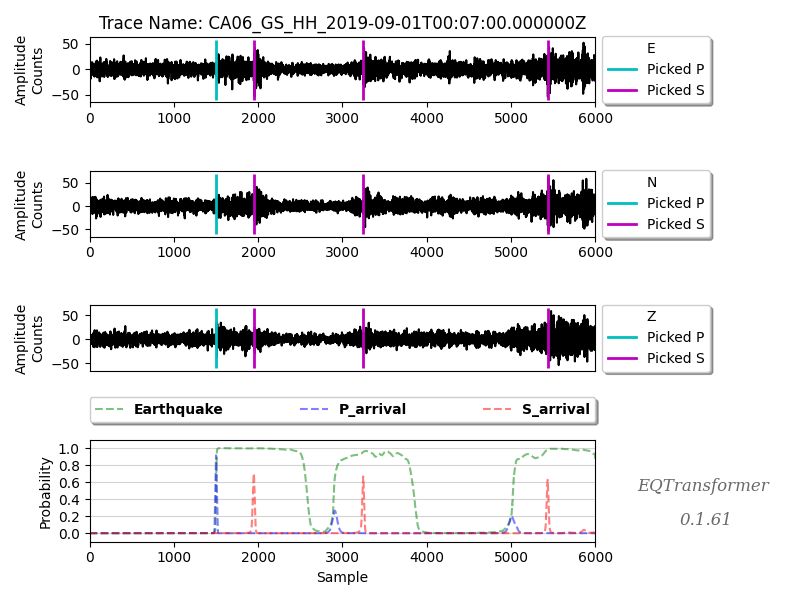 Trace Name: CA06_GS_HH_2019-09-01T00:07:00.000000Z
Amplitude
Counts
50
0
−50
0 1000 2000 3000 4000 5000 6000
E
Picked P
Picked S
Amplitude
Counts
50
0
−50
0 1000 2000 3000 4000 5000 6000
N
Picked P
Picked S
Amplitude
Counts
50
0
−50
0 1000 2000 3000 4000 5000 6000
Z
Picked P
Picked S
Earthquake P_arrival S_arrival
Probability
1.0
0.8
0.6
0.4
0.2
0.0
0 1000 2000 3000 4000 5000 6000
Sample
EQTransformer
0.1.61